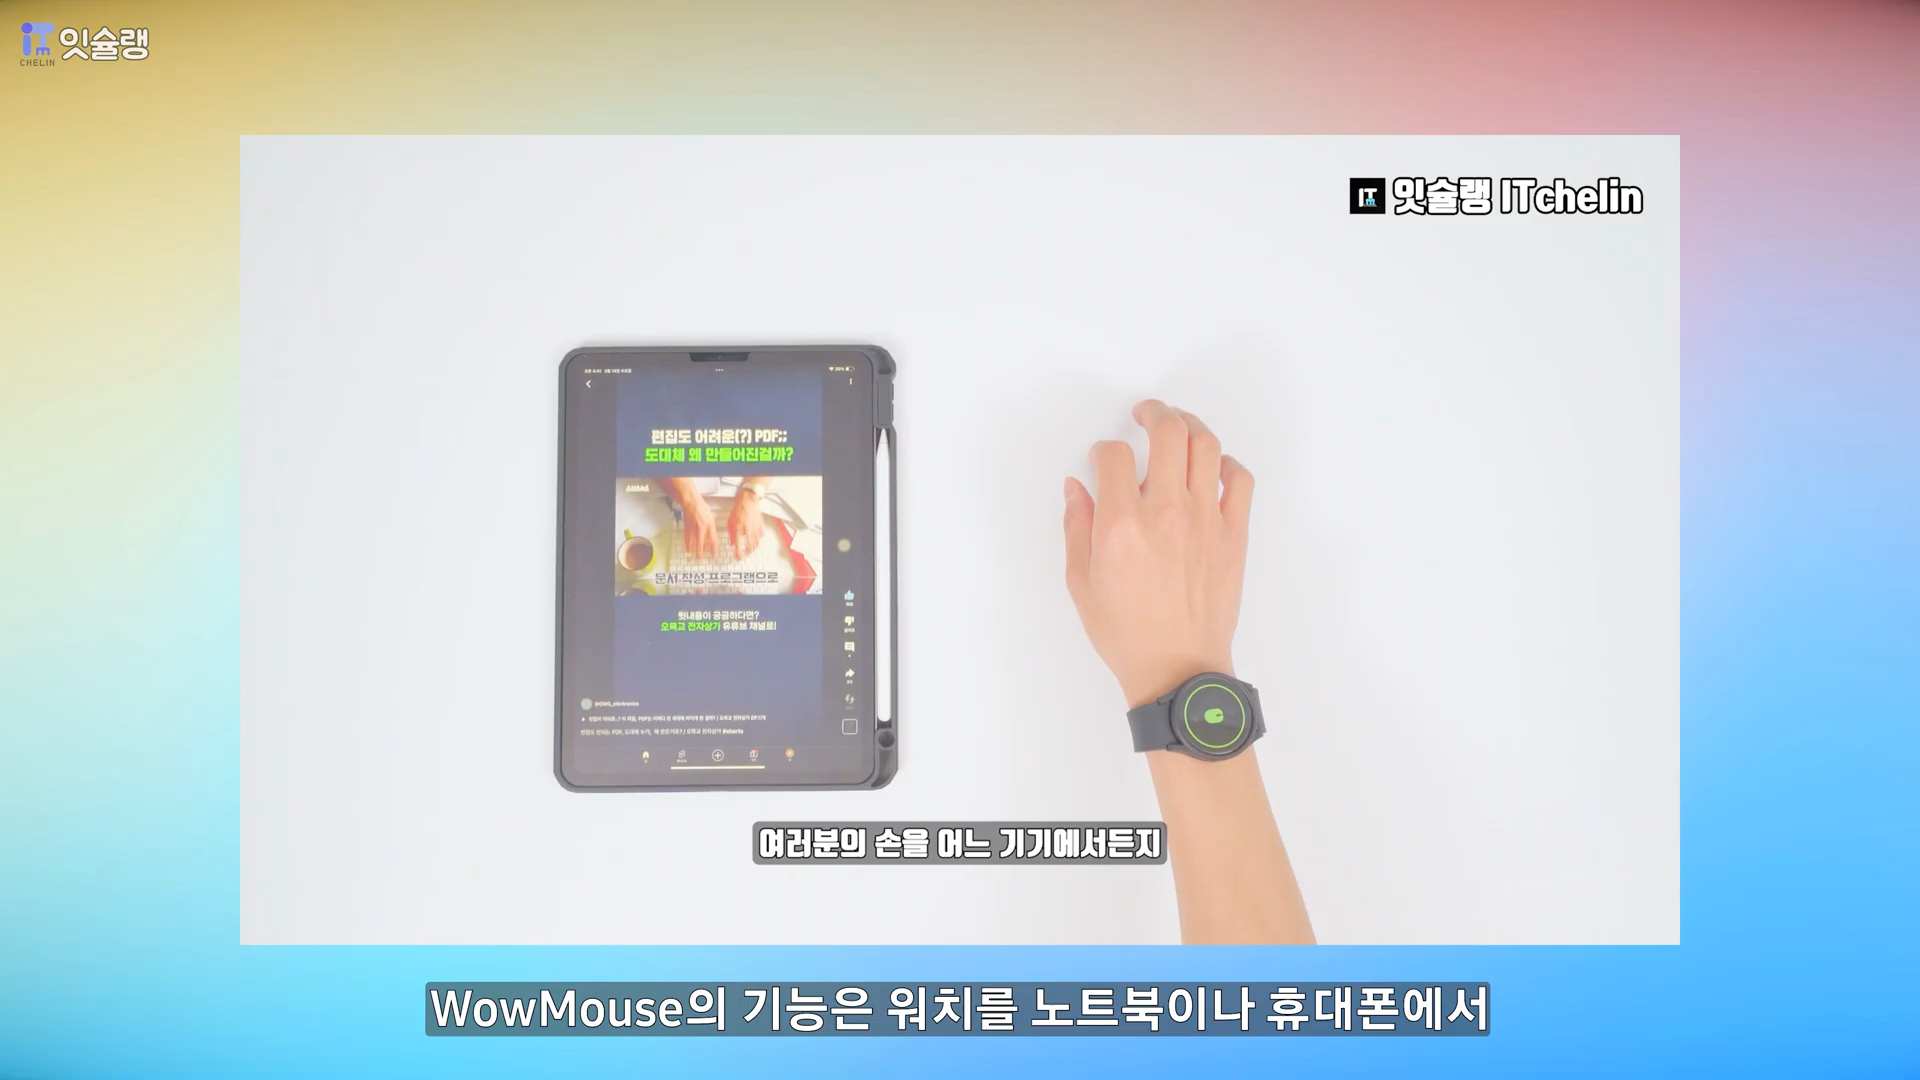 iT
CHELIN
잇슐랭
IT
잇슐랭 ITchelin
편집도 어려운(?) PDF;;
도대체 왜 만들어진걸까?
문서 작성 프로그램으로
뒷내용이 궁금하다면?
오목교 전자상가 유튜브 채널로!
@OMG_electronics
여러분의 손을 어느 기기에서든지
WowMouse의 기능은 워치를 노트북이나 휴대폰에서